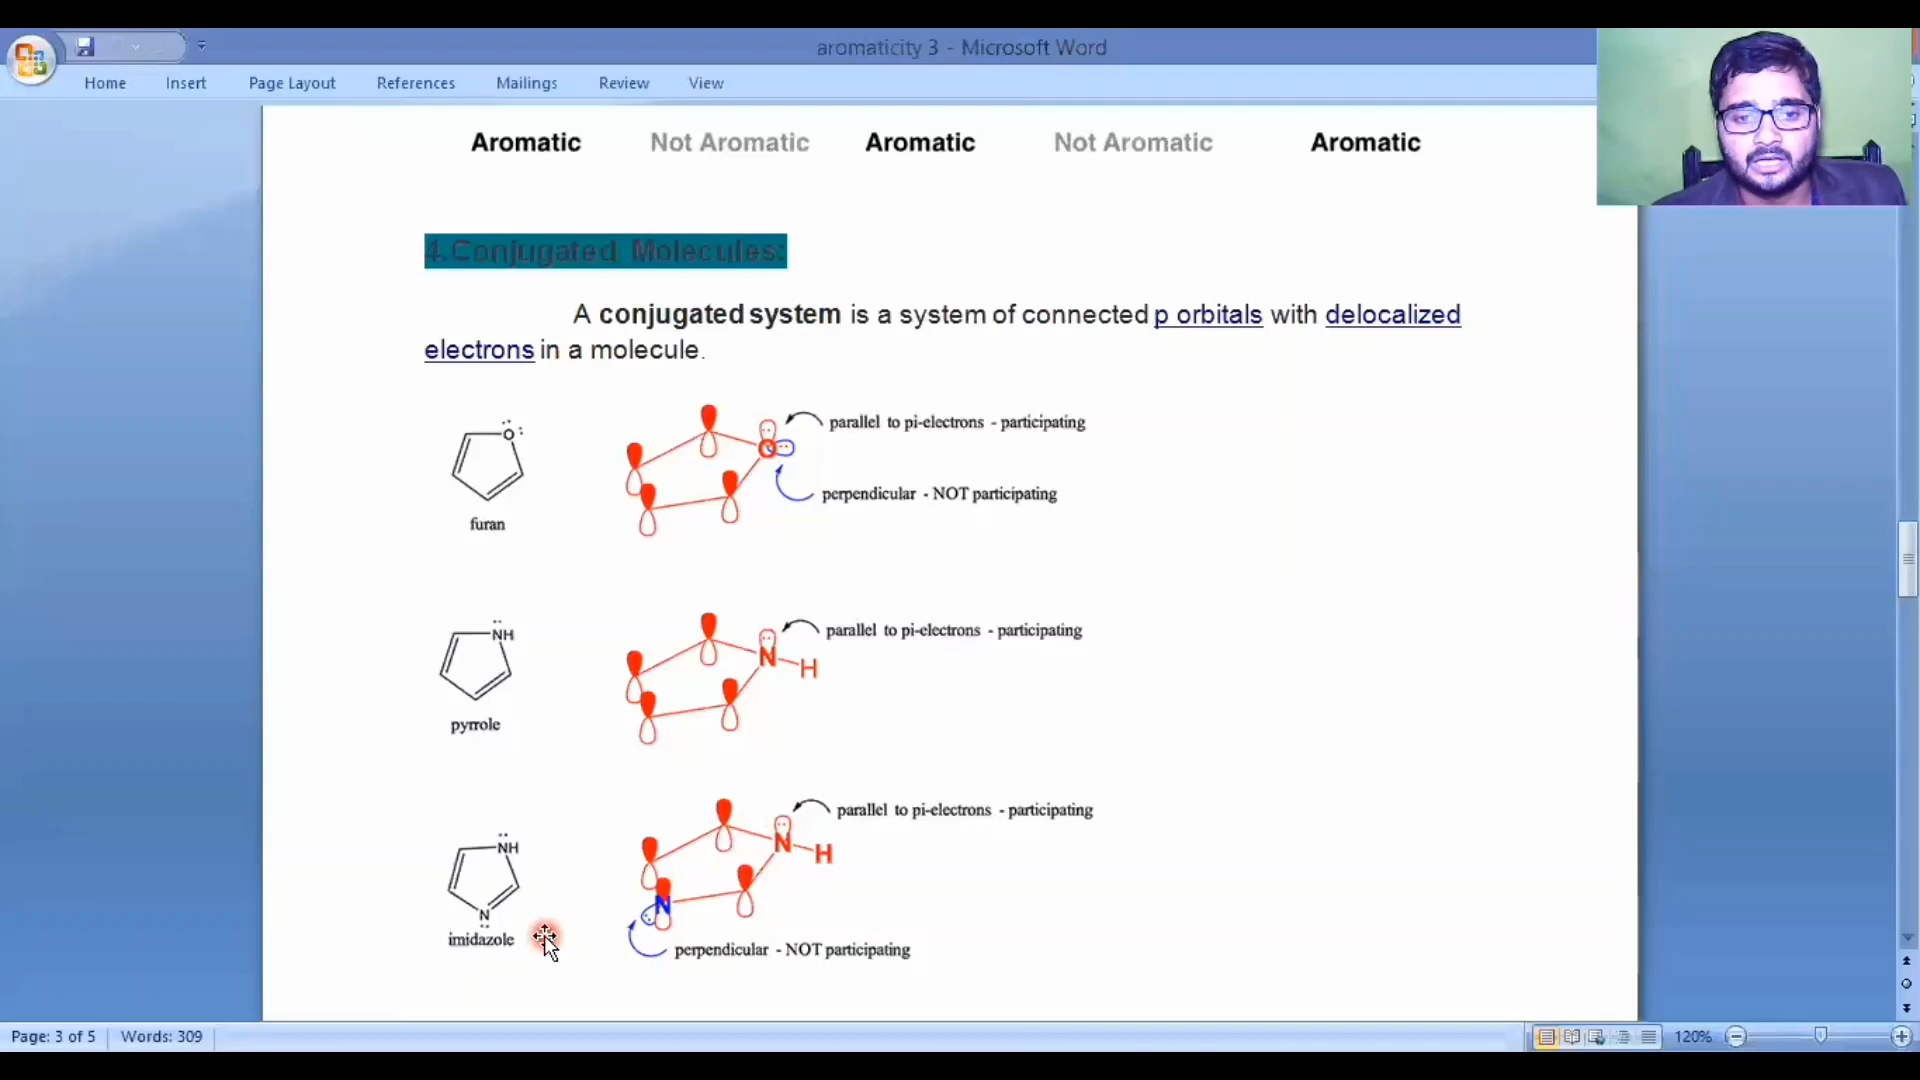 aromaticity 3 - Microsoft Word
Home Insert Page Layout References Mailings Review View
Aromatic Not Aromatic Aromatic Not Aromatic Aromatic
4.Conjugated Molecules:
A conjugated system is a system of connected p orbitals with delocalized
electrons in a molecule.
O
furan
O
parallel to pi-electrons - participating
perpendicular - NOT participating
NH
pyrrole
N H
parallel to pi-electrons - participating
NH
N
imidazole
N H
N
parallel to pi-electrons - participating
perpendicular - NOT participating
Page: 3 of 5 Words: 309 120%